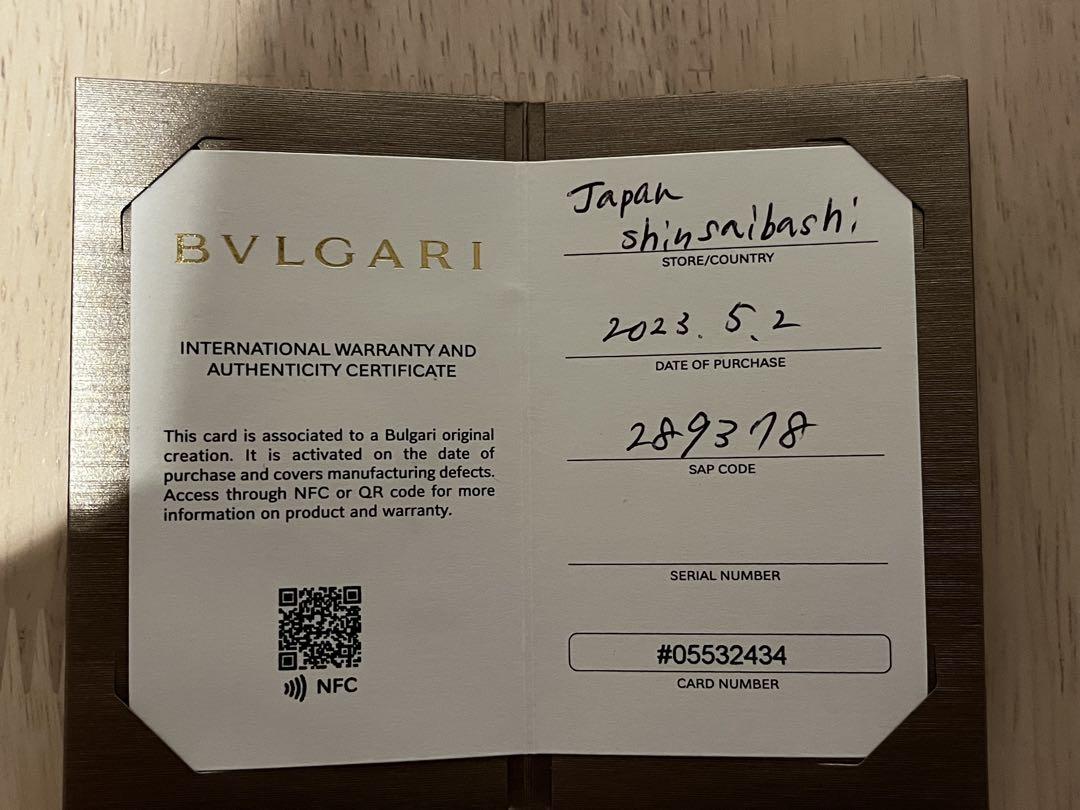 BVLGARI
INTERNATIONAL WARRANTY AND
AUTHENTICITY CERTIFICATE
This card is associated to a Bulgari original
creation. It is activated on the date of
purchase and covers manufacturing defects.
Access through NFC or QR code for more
information on product and warranty.
NFC
Japan
shinsaibashi
STORE/COUNTRY
2023.5.2
DATE OF PURCHASE
289378
SAP CODE
SERIAL NUMBER
#05532434
CARD NUMBER